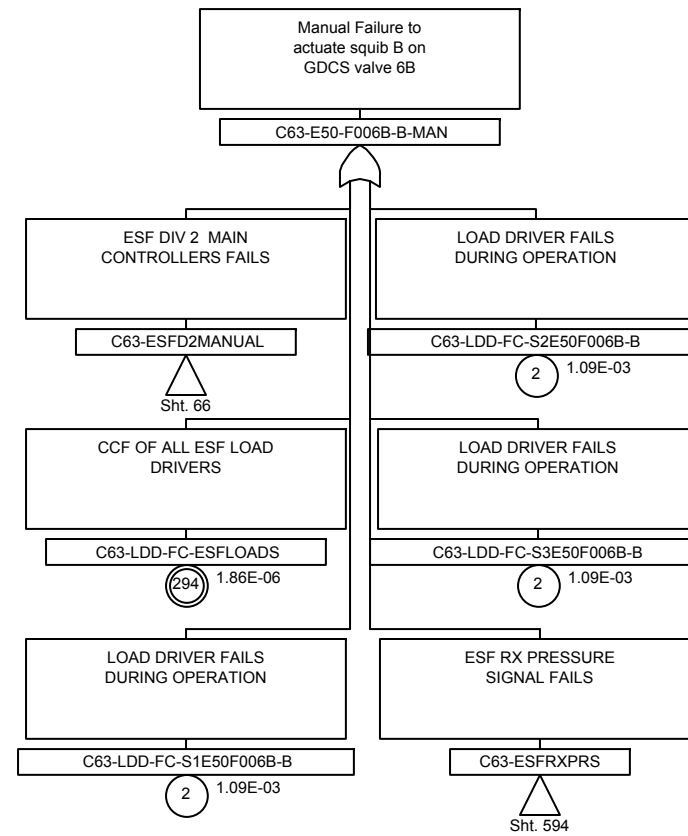 Manual Failure to
actuate squib B on
GDCS valve 6B
C63-E50-F006B-B-MAN
ESF DIV 2 MAIN
CONTROLLERS FAILS
C63-ESFD2MANUAL
Sht. 66
LOAD DRIVER FAILS
DURING OPERATION
C63-LDD-FC-S2E50F006B-B
2 1.09E-03
CCF OF ALL ESF LOAD
DRIVERS
C63-LDD-FC-ESFLOADS
294 1.86E-06
LOAD DRIVER FAILS
DURING OPERATION
C63-LDD-FC-S3E50F006B-B
2 1.09E-03
LOAD DRIVER FAILS
DURING OPERATION
C63-LDD-FC-S1E50F006B-B
2 1.09E-03
ESF RX PRESSURE
SIGNAL FAILS
C63-ESFRXPRS
Sht. 594